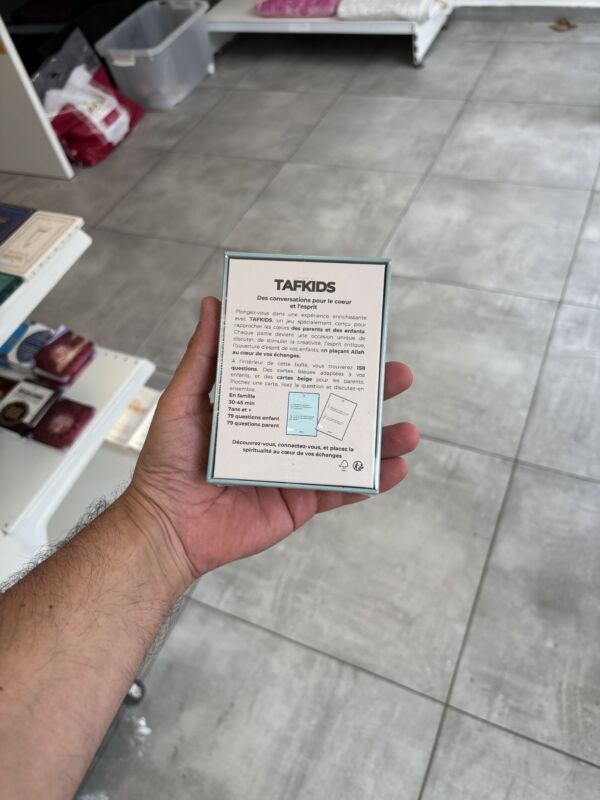 TAFKIDS
Des conversations pour le coeur
et l'esprit
Plongez-vous dans une expérience enrichissante
avec TAFKIDS, un jeu spécialement conçu pour
rapprocher les cœurs des parents et des enfants.
Chaque partie devient une occasion unique de
discuter, de stimuler la créativité, l'esprit critique,
l'ouverture d'esprit de vos enfants, en plaçant Allah
au cœur de vos échanges.
À l'intérieur de cette boîte, vous trouverez 158
questions. Des cartes bleues adaptées à vos
enfants, et des cartes beige pour les parents.
Piochez une carte, lisez la question et discutez-en
ensemble.
En famille
30-45 min
7ans et +
79 questions enfant
79 questions parent
Découvrez-vous, connectez-vous, et placez la
spiritualité au cœur de vos échanges